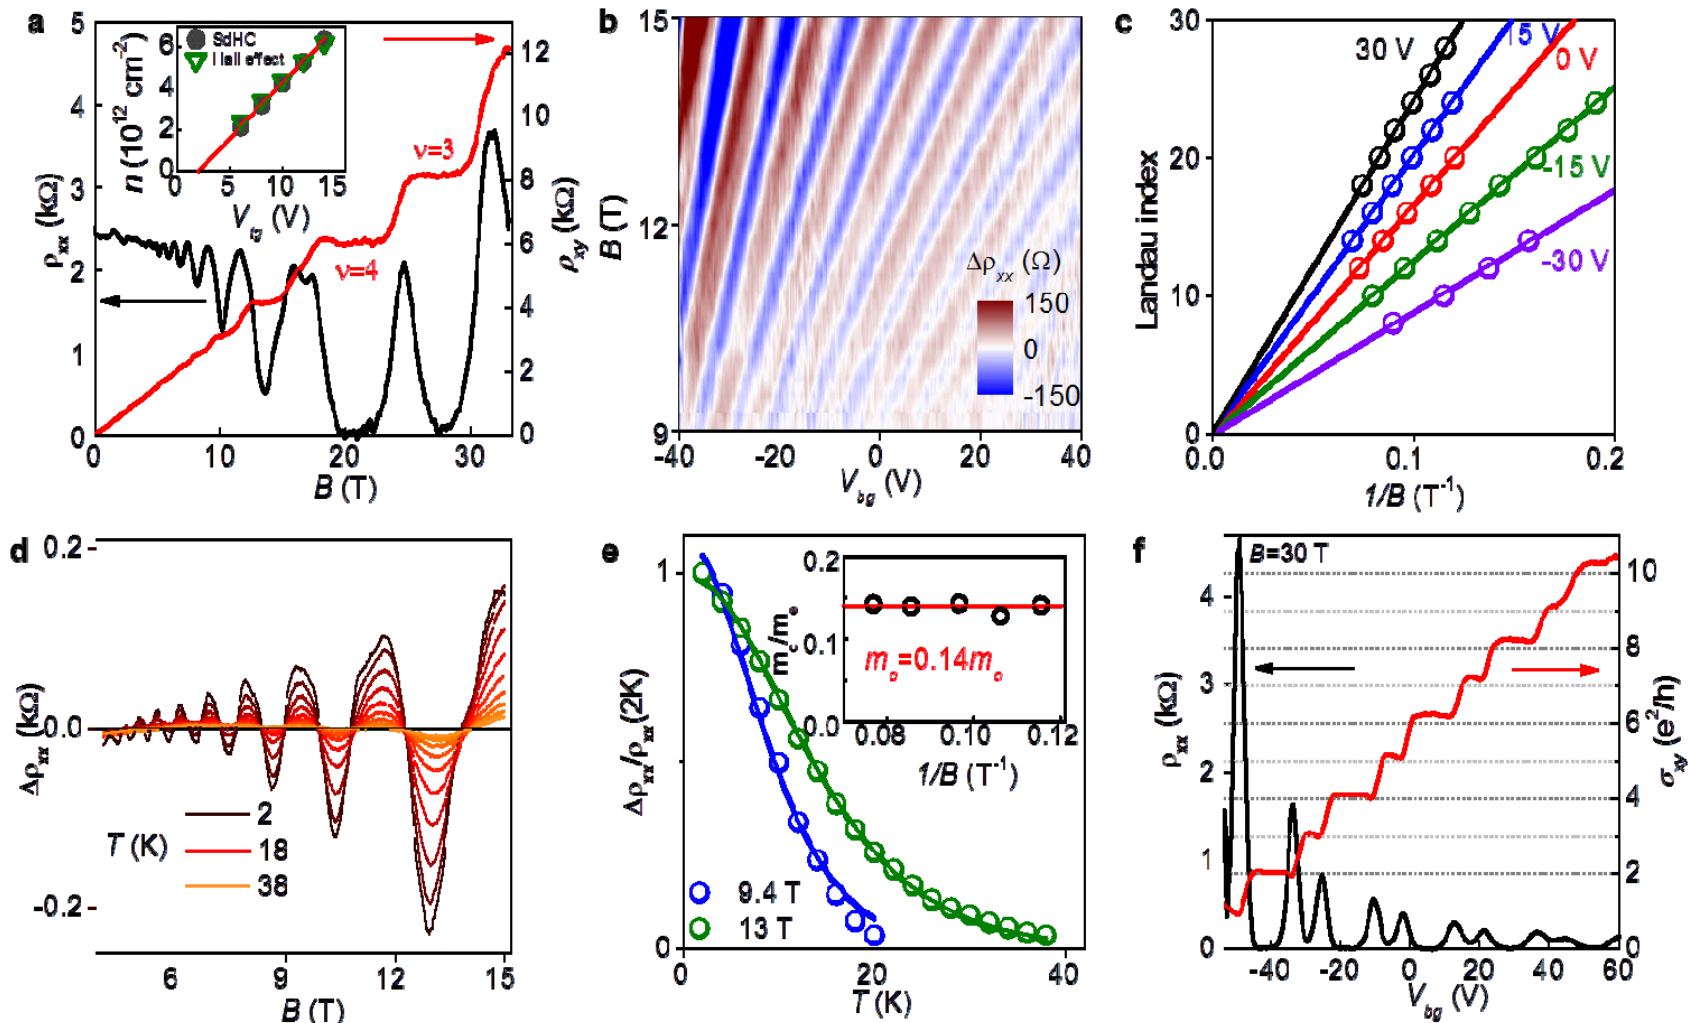 a
ρxx (kΩ)
5
4
3
2
1
0
n (10^12 cm^-2)
6
4
2
0
SdHC
Hall effect
0 5 10 15
Vtg (V)
ν=3
ν=4
12
10
8
6
4
2
0
ρxy (kΩ)
0 10 20 30
B (T)
b
15
12
9
B (T)
Δρxx (Ω)
150
0
-150
-40 -20 0 20 40
Vbg (V)
c
Landau index
30
20
10
0
30 V
15 V
0 V
-15 V
-30 V
0.0 0.1 0.2
1/B (T^-1)
d
0.2
0.0
-0.2
Δρxx (kΩ)
T (K)
2
18
38
6 9 12 15
B (T)
e
Δρxx/ρxx (2K)
1
0
0.2
0.1
0.0
mc/me
0.08 0.10 0.12
1/B (T^-1)
9.4 T
13 T
0 20 40
T (K)
f
B=30 T
ρxx (kΩ)
4
3
2
1
0
10
8
6
4
2
0
σxy (e²/h)
-40 -20 0 20 40 60
Vbg (V)